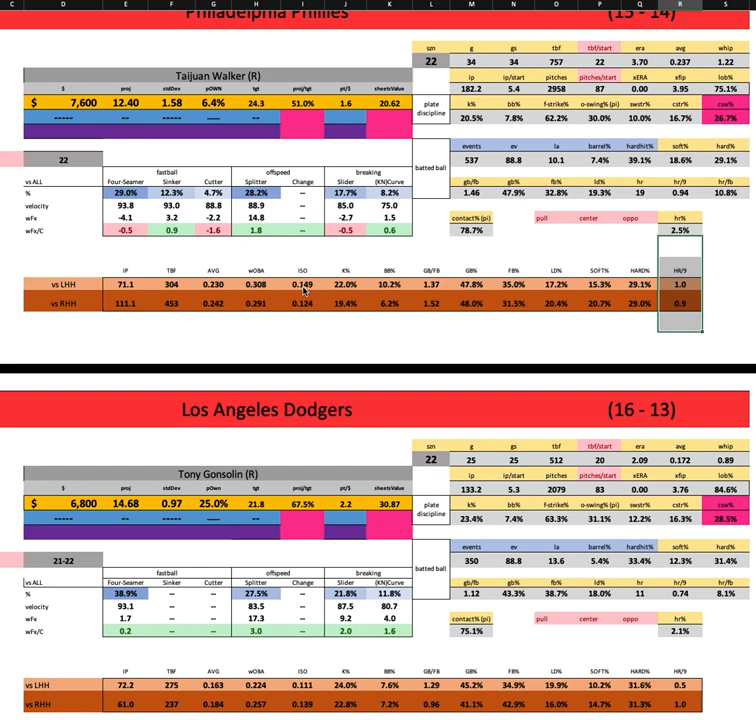 C D E F G H I J K L M N O P Q R S
Philadelphia Phillies (15 - 14)
szn g gs tbf tbf/start era avg whip
22 34 34 757 22 3.70 0.237 1.22
Taijuan Walker (R)
ip ip/start pitches pitches/start xERA xfip lob%
$ proj stdDev pOWN tgt proj/tgt pt/$ sheetsValue
182.2 5.4 2958 87 0.00 3.95 75.1%
$ 7,600 12.40 1.58 6.4% 24.3 51.0% 1.6 20.62
plate discipline
k% bb% f-strike% o-swing% (pi) swstr% cstr% csw%
20.5% 7.8% 62.2% 30.0% 10.0% 16.7% 26.7%
----- -- -- ----- --
events ev la barrel% hardhit% soft% hard%
22
537 88.8 10.1 7.4% 39.1% 18.6% 29.1%
batted ball
fastball offspeed breaking
vs ALL Four-Seamer Sinker Cutter Splitter Change Slider (KN)Curve
gb/fb gb% fb% ld% hr hr/9 hr/fb
% 29.0% 12.3% 4.7% 28.2% -- 17.7% 8.2%
1.46 47.9% 32.8% 19.3% 19 0.94 10.8%
velocity 93.8 93.0 88.8 88.9 -- 85.0 75.0
wFx -4.1 3.2 -2.2 14.8 -- -2.7 1.5
contact% (pi) pull center oppo hr%
wFx/C -0.5 0.9 -1.6 1.8 -- -0.5 0.6
78.7% 2.5%
IP TBF AVG wOBA ISO K% BB% GB/FB GB% FB% LD% SOFT% HARD% HR/9
vs LHH 71.1 304 0.230 0.308 0.149 22.0% 10.2% 1.37 47.8% 35.0% 17.2% 15.3% 29.1% 1.0
vs RHH 111.1 453 0.242 0.291 0.124 19.4% 6.2% 1.52 48.0% 31.5% 20.4% 20.7% 29.0% 0.9
Los Angeles Dodgers (16 - 13)
szn g gs tbf tbf/start era avg whip
22 25 25 512 20 2.09 0.172 0.89
Tony Gonsolin (R)
ip ip/start pitches pitches/start xERA xfip lob%
$ proj stdDev pOwn tgt proj/tgt pt/$ sheetsValue
133.2 5.3 2079 83 0.00 3.76 84.6%
$ 6,800 14.68 0.97 25.0% 21.8 67.5% 2.2 30.87
plate discipline
k% bb% f-strike% o-swing% (pi) swstr% cstr% csw%
23.4% 7.4% 63.3% 31.1% 12.2% 16.3% 28.5%
----- -- -- ----- --
events ev la barrel% hardhit% soft% hard%
21-22
350 88.8 13.6 5.4% 33.4% 12.3% 31.4%
batted ball
fastball offspeed breaking
vs ALL Four-Seamer Sinker Cutter Splitter Change Slider (KN)Curve
gb/fb gb% fb% ld% hr hr/9 hr/fb
% 38.9% -- -- 27.5% -- 21.8% 11.8%
1.12 43.3% 38.7% 18.0% 11 0.74 8.1%
velocity 93.1 -- -- 83.5 -- 87.5 80.7
wFx 1.7 -- -- 17.3 -- 9.2 4.0
contact% (pi) pull center oppo hr%
wFx/C 0.2 -- -- 3.0 -- 2.0 1.6
75.1% 2.1%
IP TBF AVG wOBA ISO K% BB% GB/FB GB% FB% LD% SOFT% HARD% HR/9
vs LHH 72.2 275 0.163 0.224 0.111 24.0% 7.6% 1.29 45.2% 34.9% 19.9% 10.2% 31.6% 0.5
vs RHH 61.0 237 0.184 0.257 0.139 22.8% 7.2% 0.96 41.1% 42.9% 16.0% 14.7% 31.3% 1.0